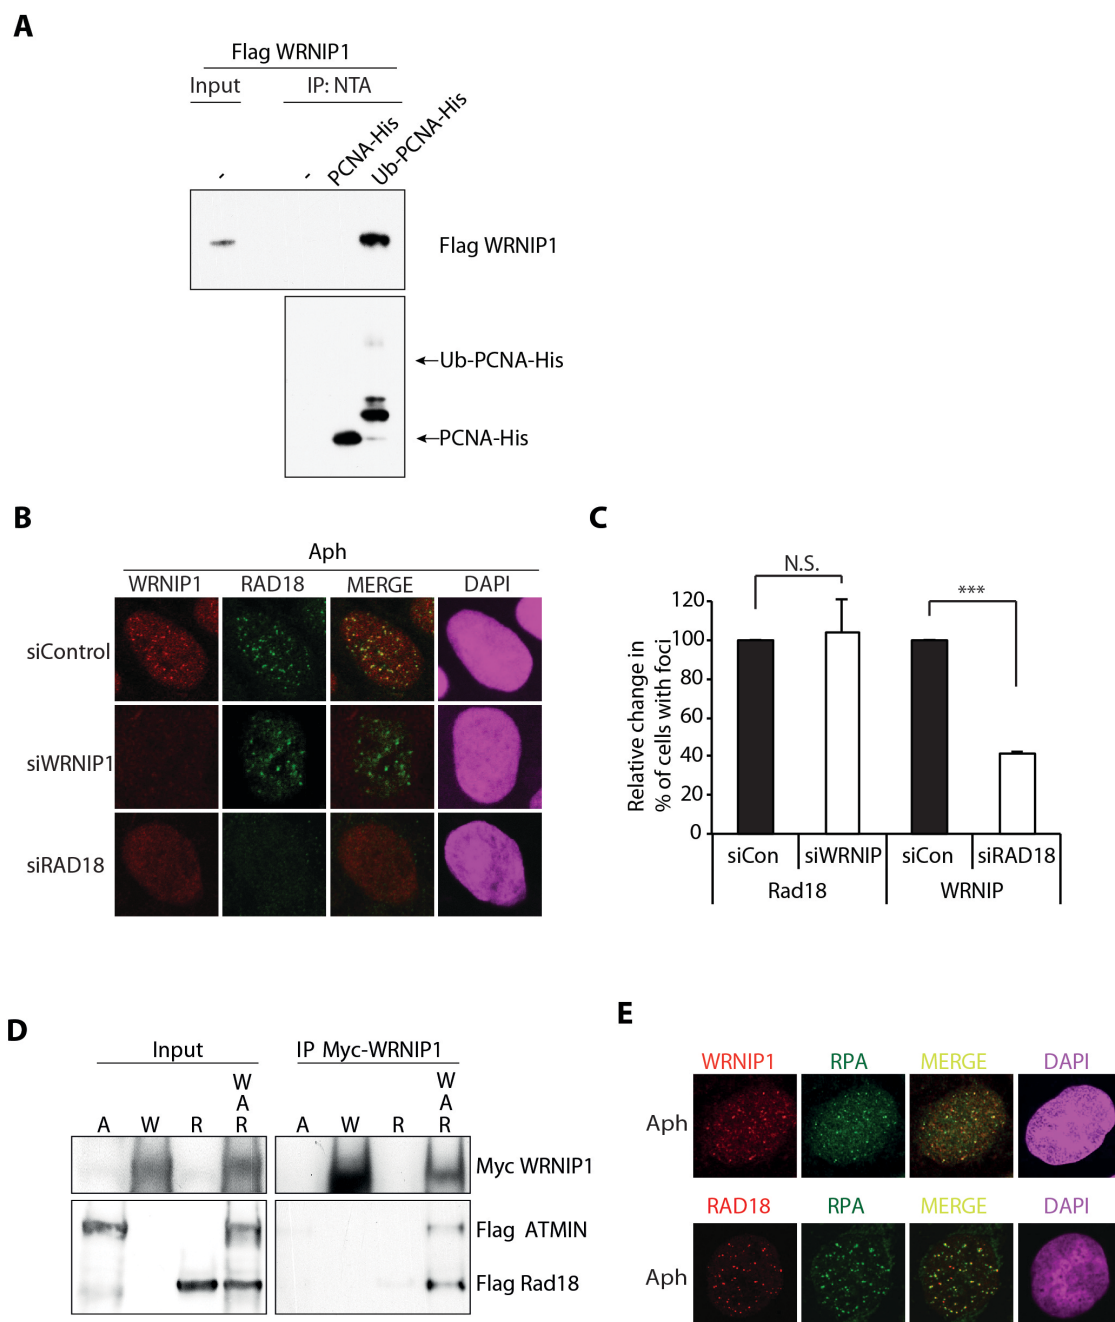 A
Flag WRNIP1
Input IP: NTA
- - PCNA-His Ub-PCNA-His
Flag WRNIP1
←Ub-PCNA-His
←PCNA-His
B
Aph
WRNIP1 RAD18 MERGE DAPI
siControl
siWRNIP1
siRAD18
C
N.S.
***
120
100
80
60
40
20
0
Relative change in
% of cells with foci
siCon siWRNIP siCon siRAD18
Rad18 WRNIP
D
Input IP Myc-WRNIP1
W W
A A
A W R R A W R R
Myc WRNIP1
Flag ATMIN
Flag Rad18
E
WRNIP1 RPA MERGE DAPI
Aph
RAD18 RPA MERGE DAPI
Aph